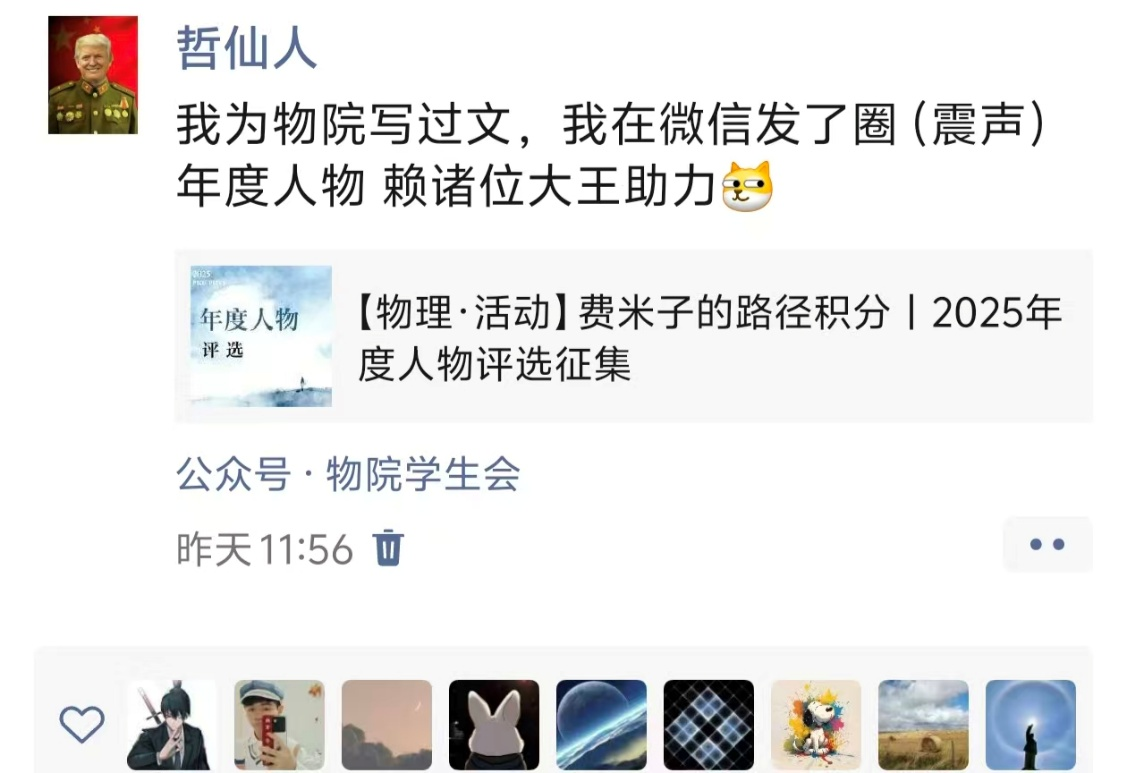 哲仙人
我为物院写过文，我在微信发了圈（震声）
年度人物 赖诸位大王助力
2025
年度人物
评选
【物理·活动】费米子的路径积分丨2025年
度人物评选征集
公众号 · 物院学生会
昨天 11:56